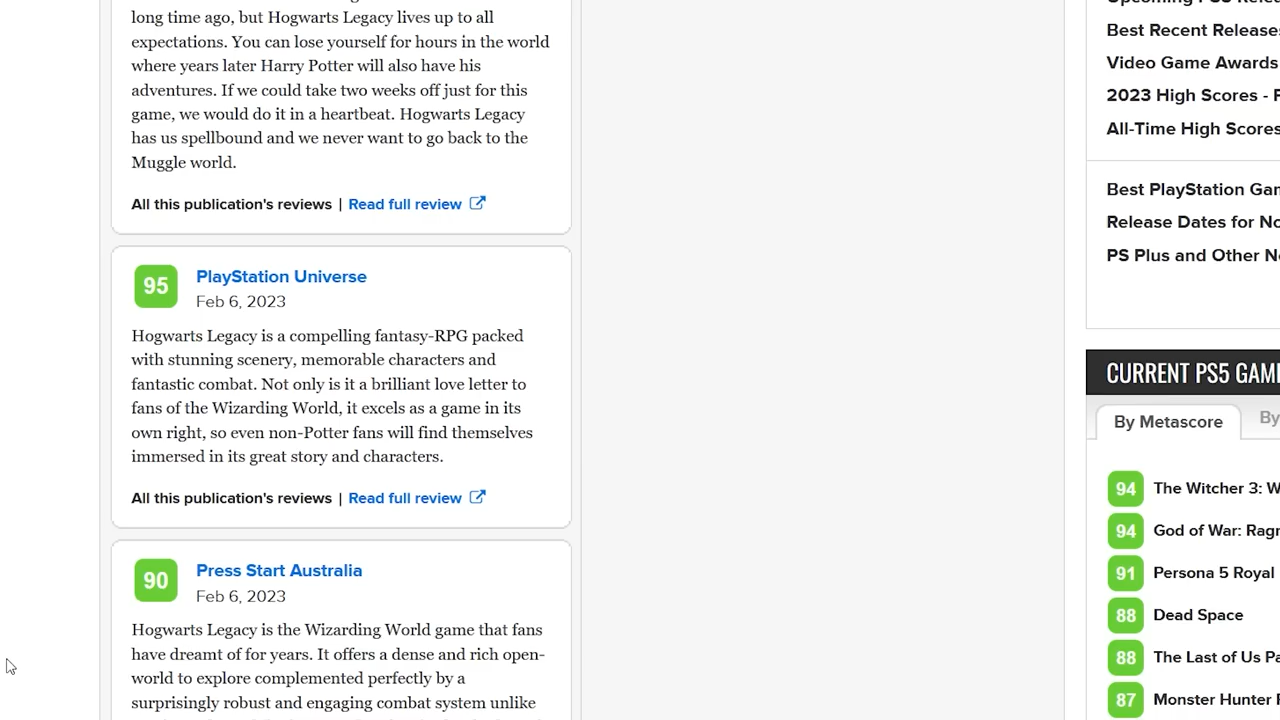 long time ago, but Hogwarts Legacy lives up to all
expectations. You can lose yourself for hours in the world
where years later Harry Potter will also have his
adventures. If we could take two weeks off just for this
game, we would do it in a heartbeat. Hogwarts Legacy
has us spellbound and we never want to go back to the
Muggle world.
All this publication's reviews | Read full review
95 PlayStation Universe
Feb 6, 2023
Hogwarts Legacy is a compelling fantasy-RPG packed
with stunning scenery, memorable characters and
fantastic combat. Not only is it a brilliant love letter to
fans of the Wizarding World, it excels as a game in its
own right, so even non-Potter fans will find themselves
immersed in its great story and characters.
All this publication's reviews | Read full review
90 Press Start Australia
Feb 6, 2023
Hogwarts Legacy is the Wizarding World game that fans
have dreamt of for years. It offers a dense and rich open-
world to explore complemented perfectly by a
surprisingly robust and engaging combat system unlike
Best Recent Releases
Video Game Awards
2023 High Scores -
All-Time High Scores
Best PlayStation
Release Dates for
PS Plus and Other
CURRENT PS5
By Metascore By
94 The Witcher 3:
94 God of War:
91 Persona 5 Royal
88 Dead Space
88 The Last of Us
87 Monster Hunter